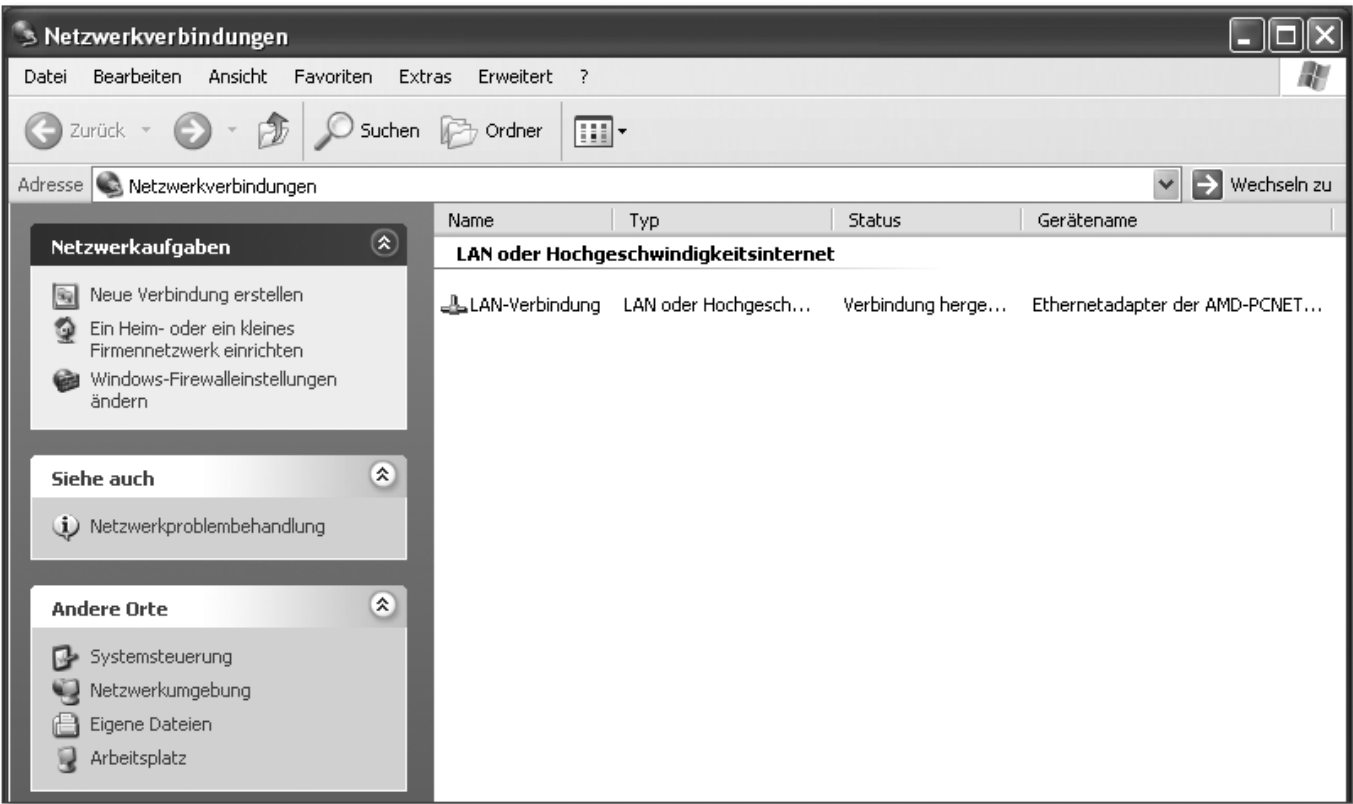 Netzwerkverbindungen
Datei Bearbeiten Ansicht Favoriten Extras Erweitert ?
Zurück Suchen Ordner
Adresse Netzwerkverbindungen Wechseln zu
Netzwerkaufgaben
Neue Verbindung erstellen
Ein Heim- oder ein kleines
Firmennetzwerk einrichten
Windows-Firewalleinstellungen
ändern
Siehe auch
Netzwerkproblembehandlung
Andere Orte
Systemsteuerung
Netzwerkumgebung
Eigene Dateien
Arbeitsplatz
Name Typ Status Gerätename
LAN oder Hochgeschwindigkeitsinternet
LAN-Verbindung LAN oder Hochgesch... Verbindung herge... Ethernetadapter der AMD-PCNET...